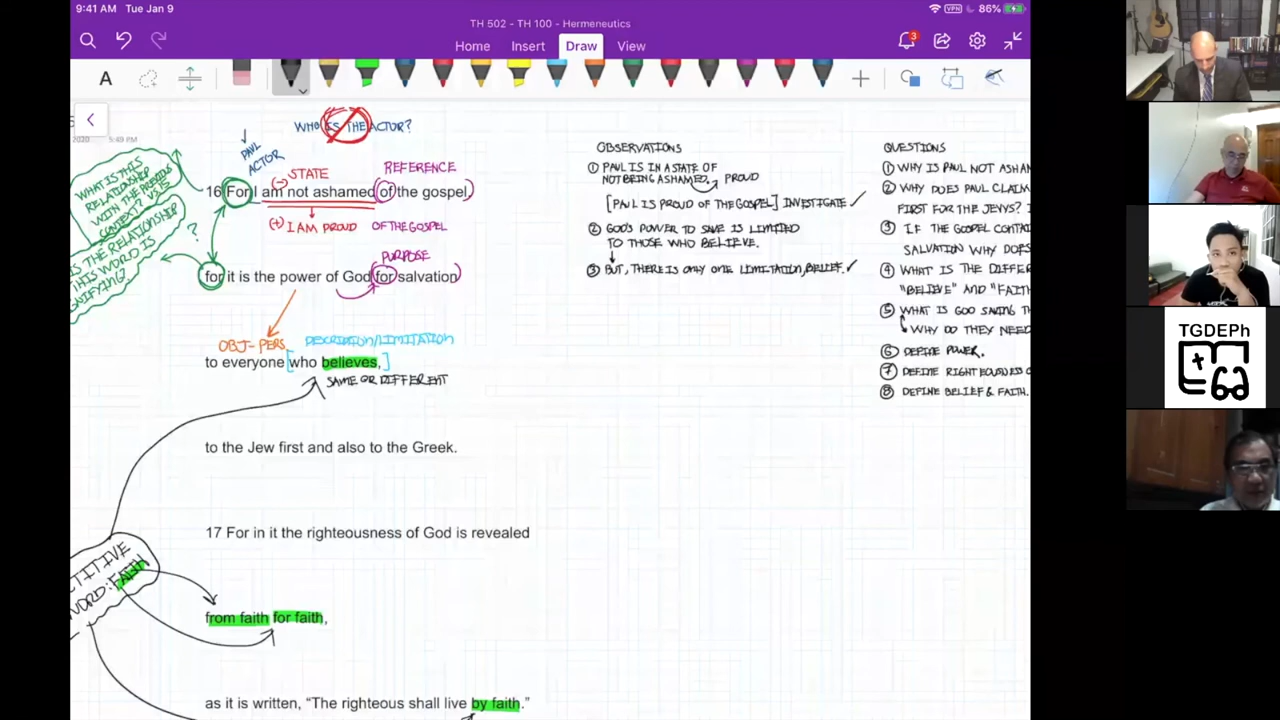 9:41 AM Tue Jan 9
VPN 86%
TH 502 - TH 100 - Hermeneutics
Home Insert Draw View
3
A
2020 5:49 PM
WHO IS THE ACTOR?
PAUL
ACTOR
STATE
REFERENCE
WHAT IS THIS
RELATIONSHIP
WITH THE PREVIOUS
CONTEXT? V.15
16 For I am not ashamed of the gospel,
(-)
(+) I AM PROUD OF THE GOSPEL
IS THE RELATIONSHIP
THIS WORD IS
?
PURPOSE
for it is the power of God for salvation
OBJ-PERS
DESCRIPTION/LIMITATION
to everyone [who believes,]
SAME OR DIFFERENT
to the Jew first and also to the Greek.
17 For in it the righteousness of God is revealed
WORD: FAITH
from faith for faith,
as it is written, “The righteous shall live by faith.”
OBSERVATIONS
① PAUL IS IN A STATE OF
NOT BEING ASHAMED. PROUD
[PAUL IS PROUD OF THE GOSPEL] INVESTIGATE ✓
② GOD'S POWER TO SAVE IS LIMITED
TO THOSE WHO BELIEVE.
③ BUT, THERE IS ONLY ONE LIMITATION, BELIEF. ✓
QUESTIONS
① WHY IS PAUL NOT ASHAM
② WHY DOES PAUL CLAIM
FIRST FOR THE JEWS?
③ IF THE GOSPEL CONTAI
SALVATION WHY DOES
④ WHAT IS THE DIFFER
"BELIEVE" AND "FAITH
⑤ WHAT IS GOD SAVING TH
WHY DO THEY NEED
⑥ DEFINE POWER.
⑦ DEFINE RIGHTEOUSNESS O
⑧ DEFINE BELIEF & FAITH.
TGDEPh